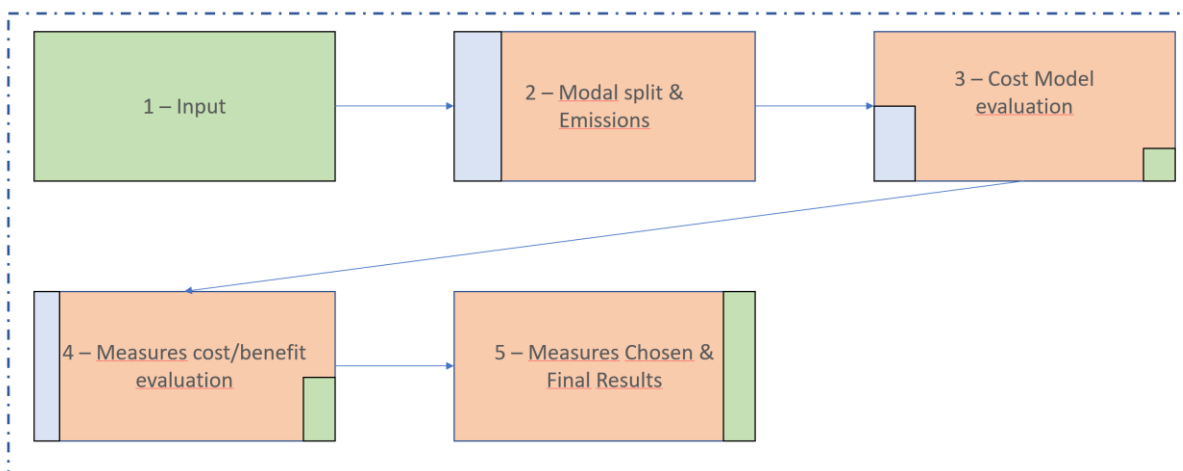 1 – Input
2 – Modal split &
Emissions
3 – Cost Model
evaluation
4 – Measures cost/benefit
evaluation
5 – Measures Chosen &
Final Results